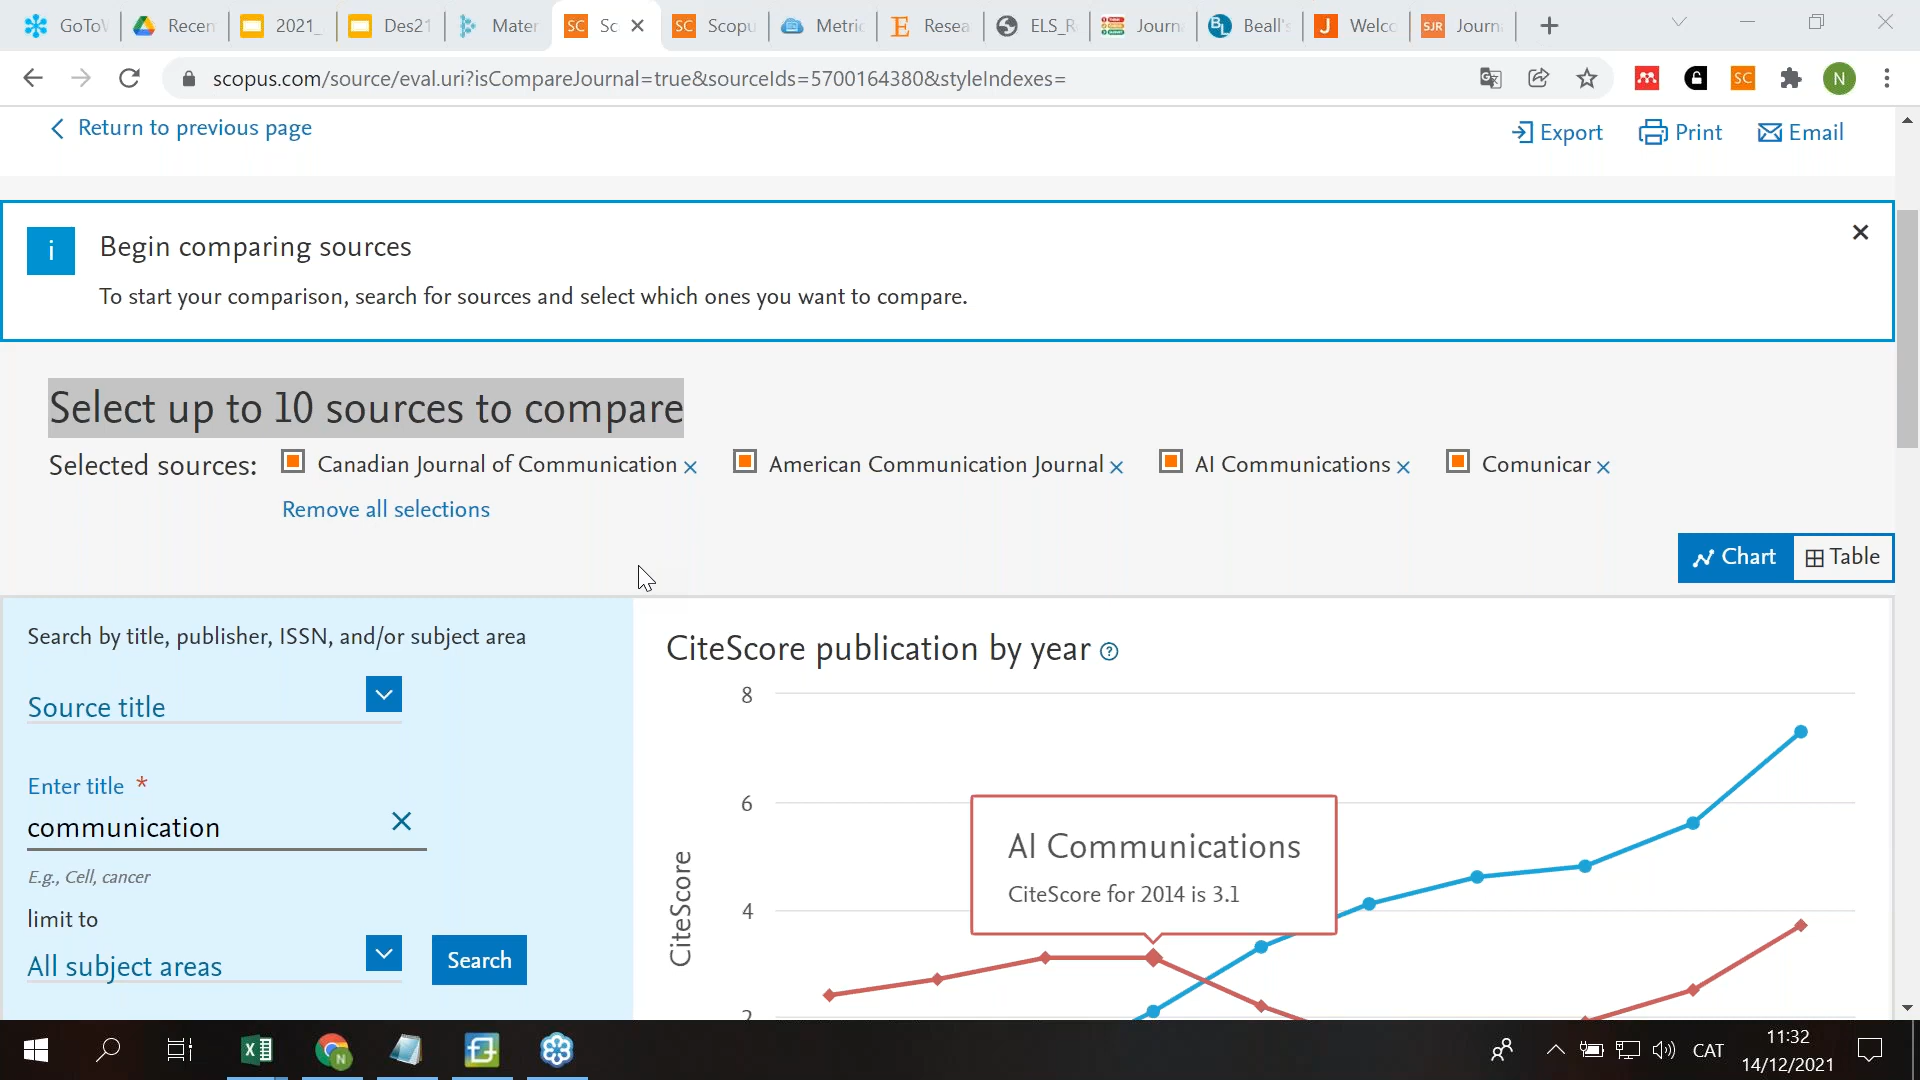 GoTo Recen 2021_ Des21 Mater SC Sc SC Scopu Metric Resea ELS_R Journ BL Beall's J Welco SJR Journ
scopus.com/source/eval.uri?isCompareJournal=true&sourceIds=5700164380&styleIndexes=
SC N
Return to previous page
Export Print Email
i Begin comparing sources
To start your comparison, search for sources and select which ones you want to compare.
Select up to 10 sources to compare
Selected sources: Canadian Journal of Communication × American Communication Journal × AI Communications × Comunicar ×
Remove all selections
Chart Table
Search by title, publisher, ISSN, and/or subject area
Source title
Enter title *
communication
E.g., Cell, cancer
limit to
All subject areas
Search
CiteScore publication by year ?
8
6
4
2
CiteScore
AI Communications
CiteScore for 2014 is 3.1
N
CAT
11:32
14/12/2021